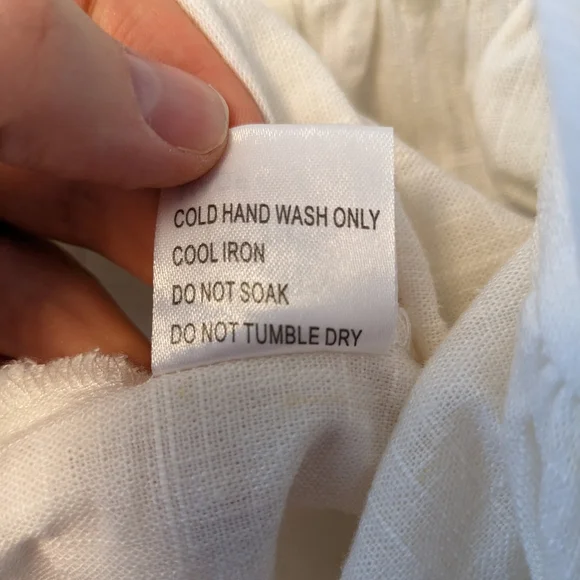 COLD HAND WASH ONLY
COOL IRON
DO NOT SOAK
DO NOT TUMBLE DRY